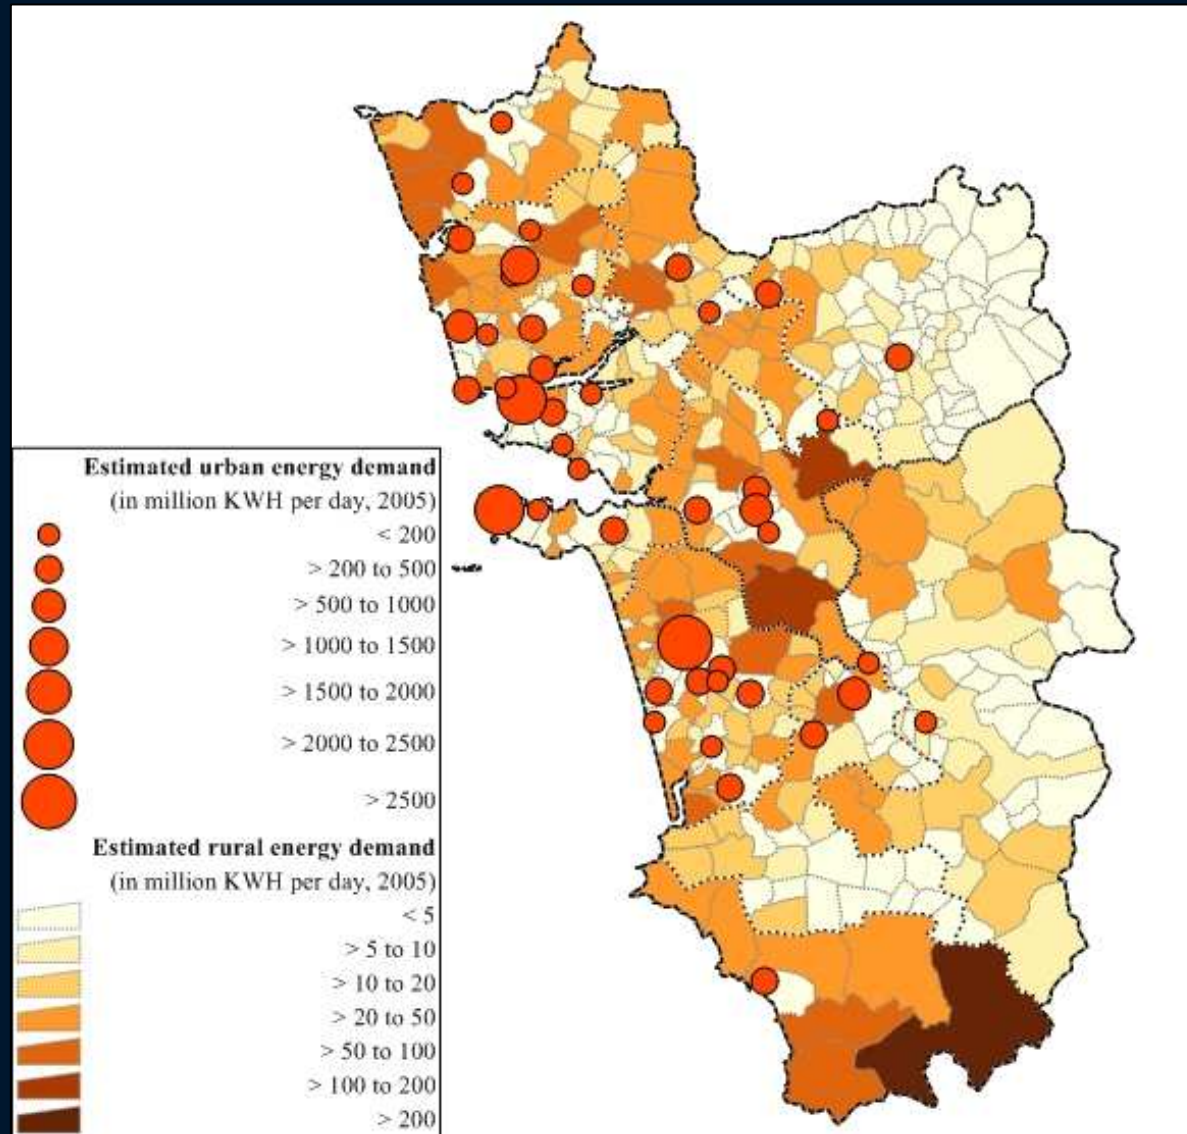 Estimated urban energy demand
(in million KWH per day, 2005)
< 200
> 200 to 500
> 500 to 1000
> 1000 to 1500
> 1500 to 2000
> 2000 to 2500
> 2500
Estimated rural energy demand
(in million KWH per day, 2005)
< 5
> 5 to 10
> 10 to 20
> 20 to 50
> 50 to 100
> 100 to 200
> 200